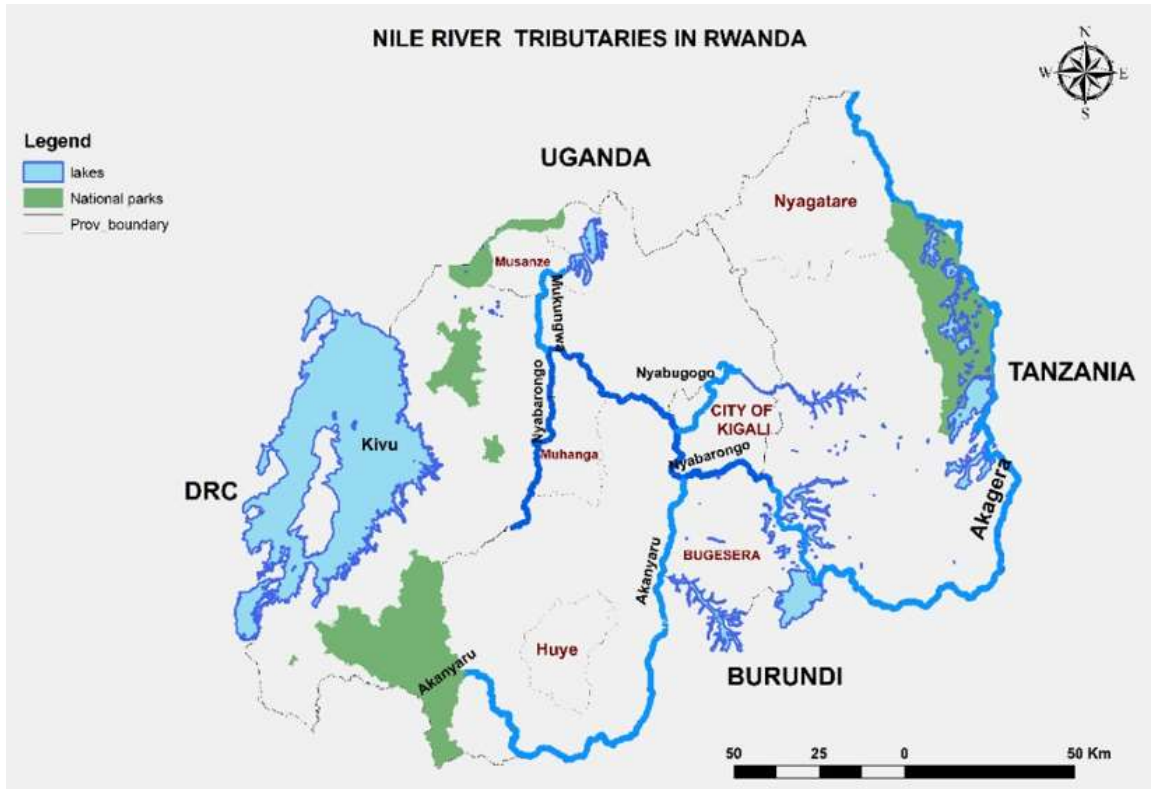 NILE RIVER TRIBUTARIES IN RWANDA
N
W
E
S
Legend
lakes
National parks
Prov_boundary
UGANDA
Nyagatare
Musanze
Mukungwa
Nyabarongo
Nyabugogo
CITY OF
KIGALI
TANZANIA
Kivu
Muhanga
Nyabarongo
DRC
Akagera
Akanyaru
BUGESERA
Huye
Akanyaru
BURUNDI
50 25 0 50 Km